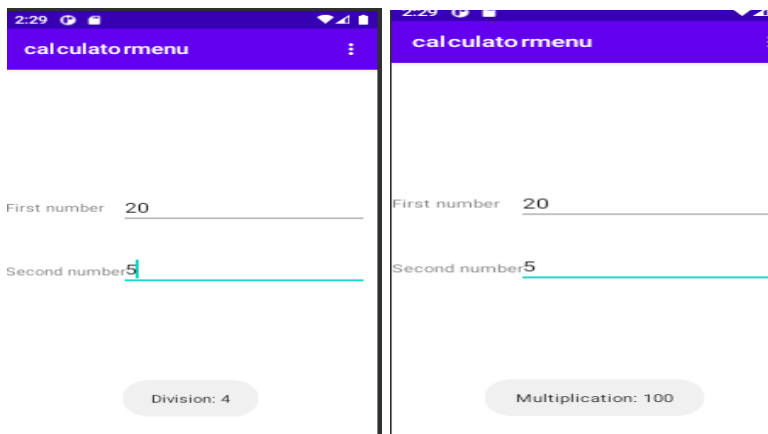 2:29
calculatormenu
First number 20
Second number 5
Division: 4
2:29
calculatormenu
First number 20
Second number 5
Multiplication: 100